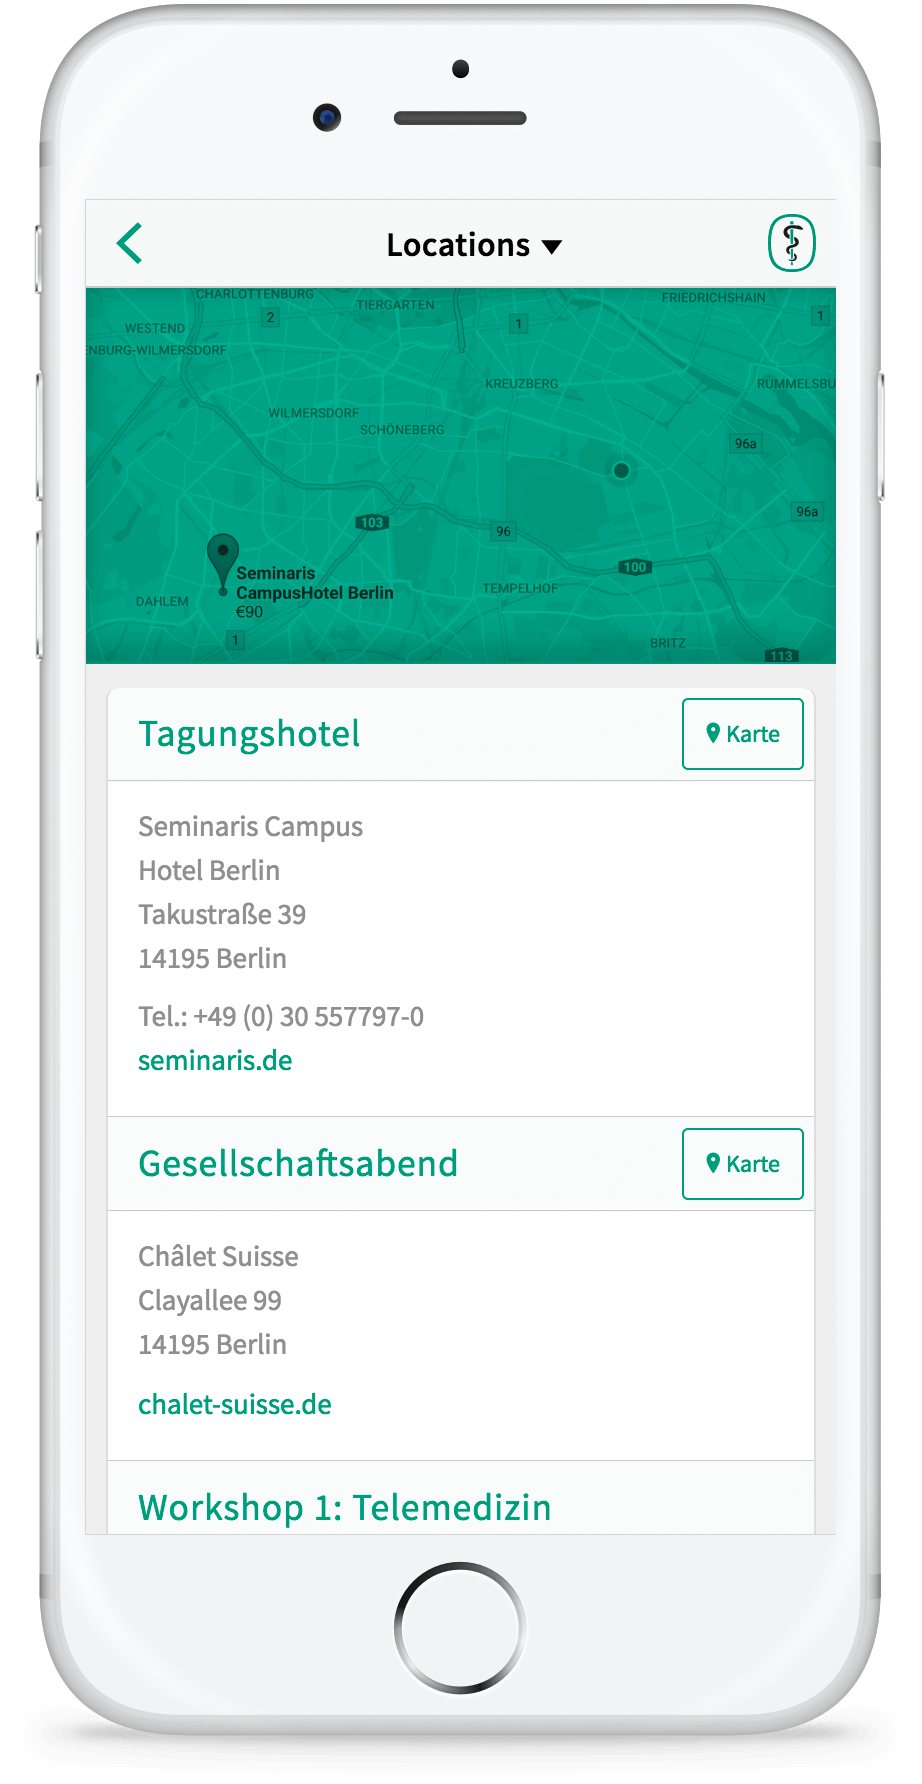 Locations
CHARLOTTENBURG
TIERGARTEN
FRIEDRICHSHAIN
2
1
1
WESTEND
ENBURG-WILMERSDORF
KREUZBERG
RUMMELSBU
WILMERSDORF
SCHÖNEBERG
96a
96a
103
96
100
Seminaris
CampusHotel Berlin
€90
DAHLEM
TEMPELHOF
1
BRITZ
113
Tagungshotel
Karte
Seminaris Campus
Hotel Berlin
Takustraße 39
14195 Berlin
Tel.: +49 (0) 30 557797-0
seminaris.de
Gesellschaftsabend
Karte
Châlet Suisse
Clayallee 99
14195 Berlin
chalet-suisse.de
Workshop 1: Telemedizin